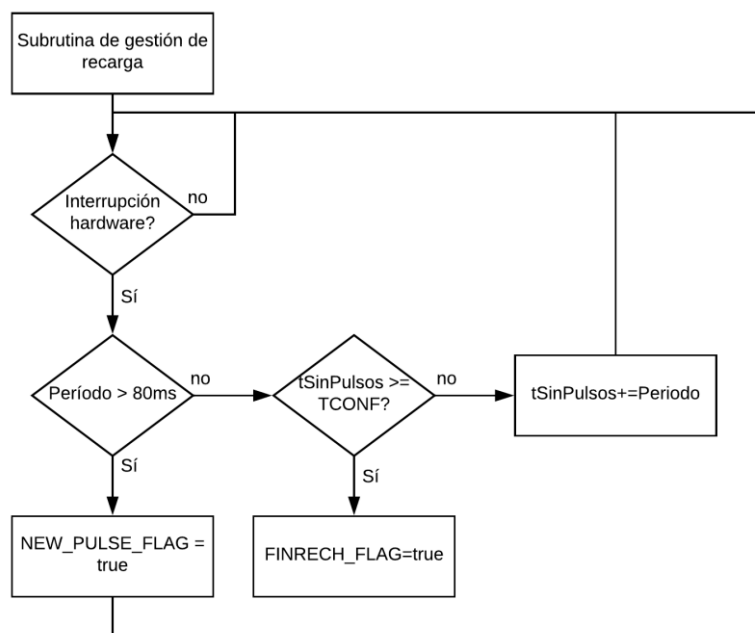 Subrutina de gestión de
recarga
Interrupción
hardware?
no
Sí
Período > 80ms
no
tSinPulsos >=
TCONF?
no
tSinPulsos+=Periodo
Sí
Sí
NEW_PULSE_FLAG =
true
FINRECH_FLAG=true